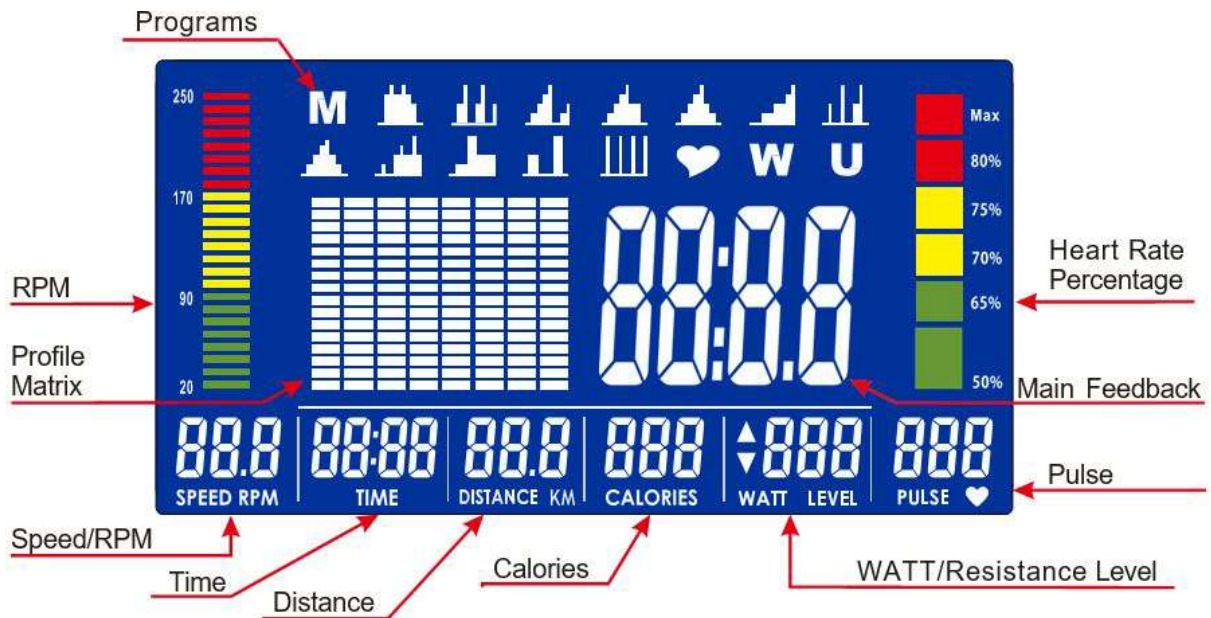 Programs
250
M
Max
80%
W U
170
75%
70%
Heart Rate
Percentage
RPM
90
65%
Profile
Matrix
20
88:8.8
50%
Main Feedback
88.8 88:88 88.8 888 888 888
SPEED RPM TIME DISTANCE KM CALORIES WATT LEVEL PULSE
Pulse
Speed/RPM
Time
Distance
Calories
WATT/Resistance Level